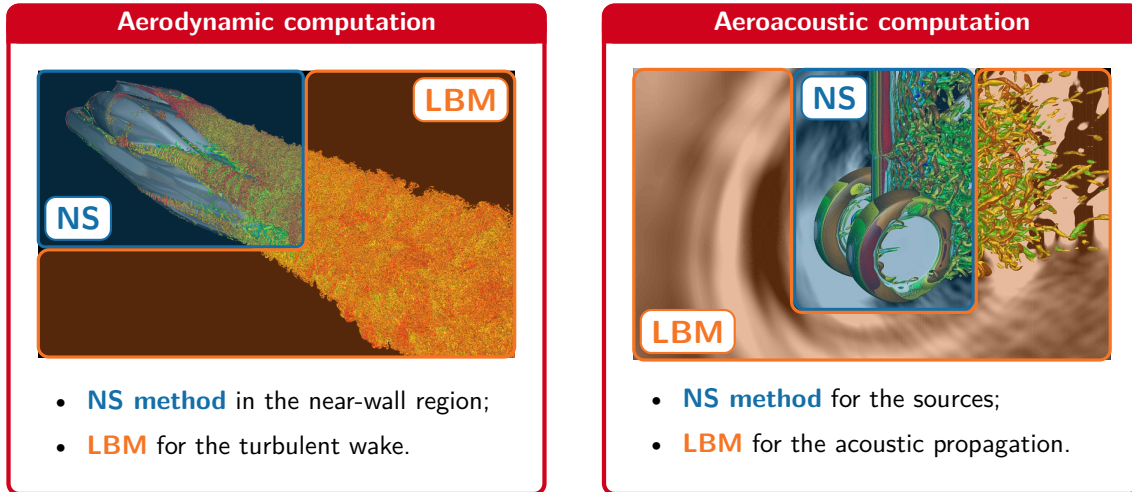 Aerodynamic computation
LBM
NS
• NS method in the near-wall region;
• LBM for the turbulent wake.
Aeroacoustic computation
NS
LBM
• NS method for the sources;
• LBM for the acoustic propagation.